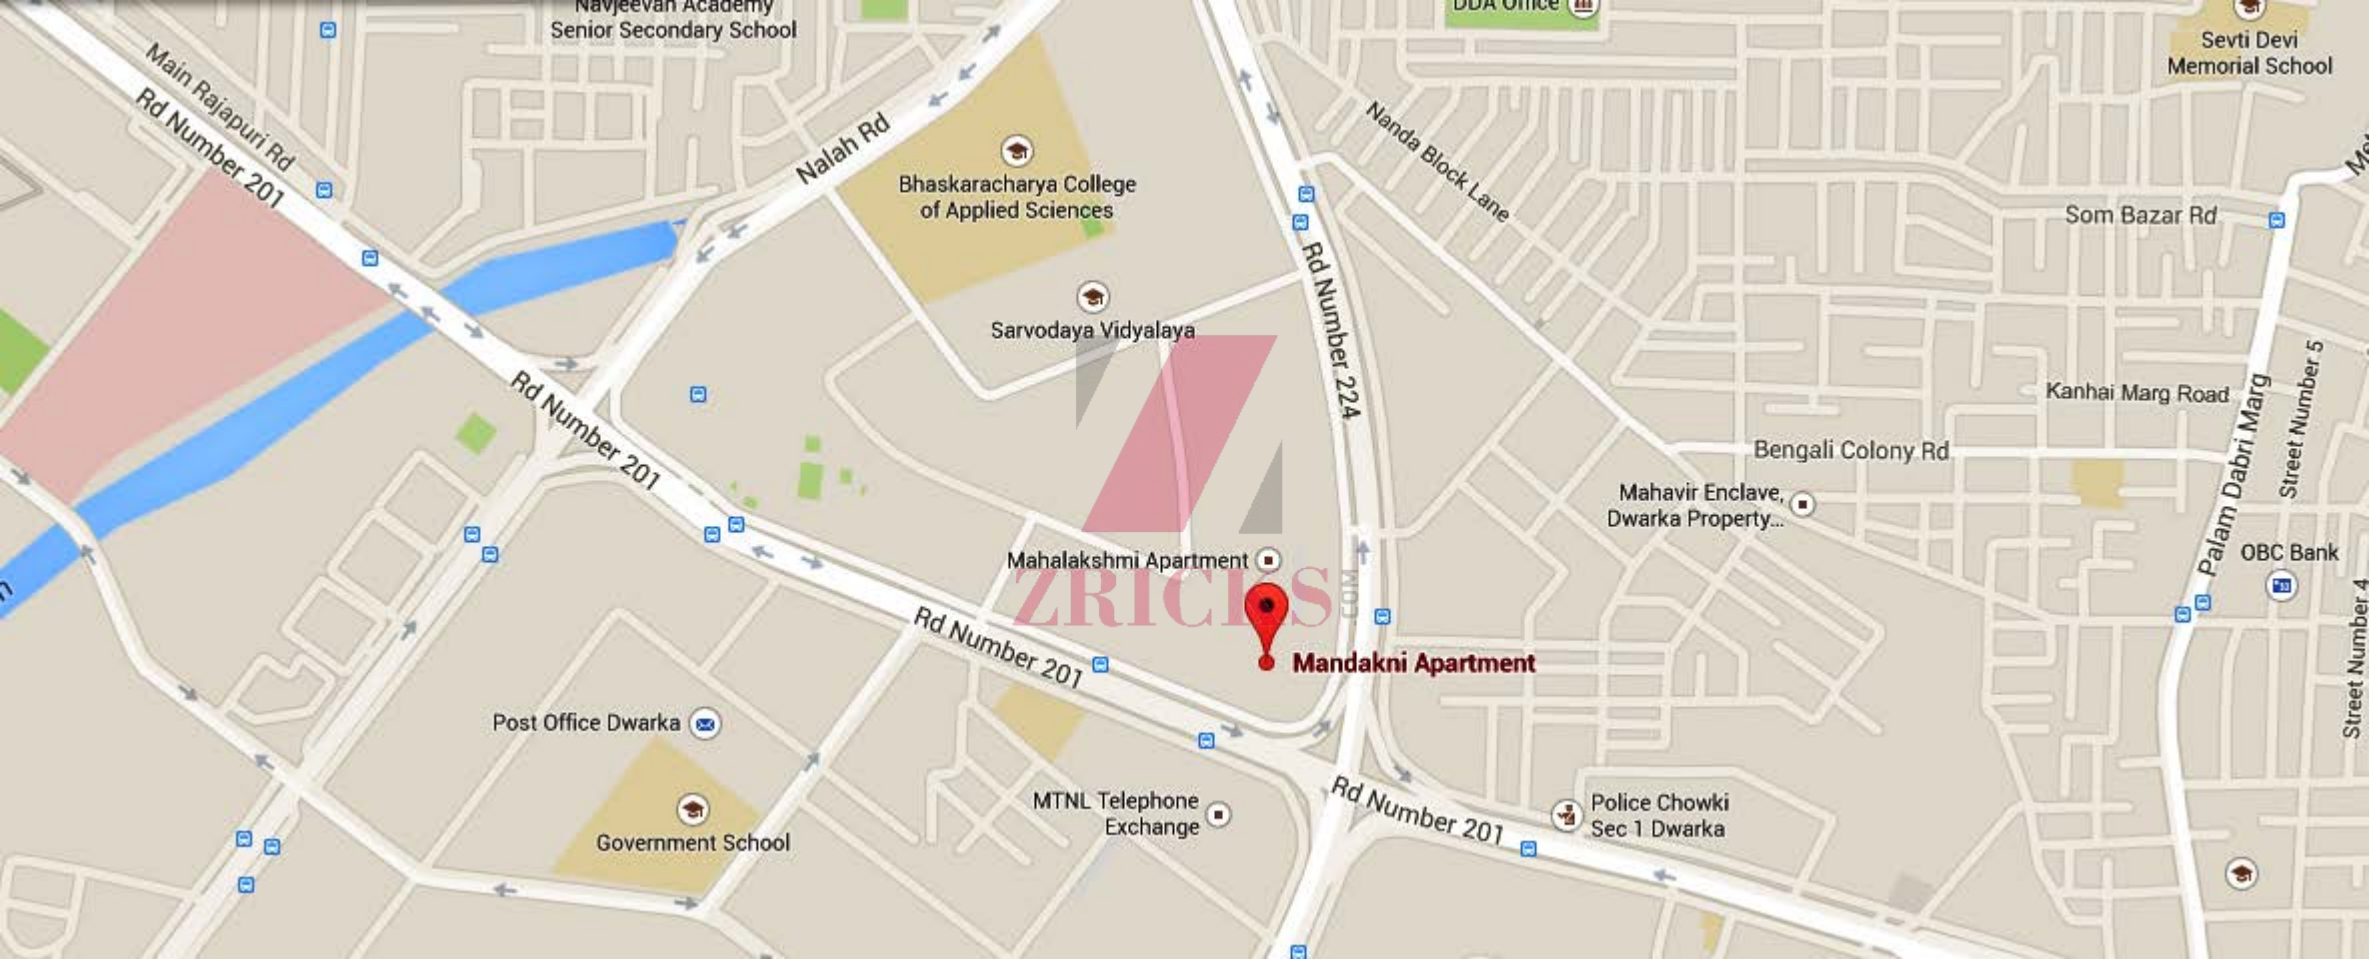 Navjeevan Academy
Senior Secondary School
DDA Office
Sevti Devi
Memorial School
Main Rajapuri Rd
Rd Number 201
Nalah Rd
Nanda Block Lane
Bhaskaracharya College
of Applied Sciences
Som Bazar Rd
Rd Number 224
Sarvodaya Vidyalaya
Rd Number 201
Kanhai Marg Road
Palam Dabri Marg
Street Number 5
Bengali Colony Rd
Mahavir Enclave,
Dwarka Property...
OBC Bank
Mahalakshmi Apartment
ZRICKS
.COM
Rd Number 201
Mandakni Apartment
Street Number 4
Post Office Dwarka
MTNL Telephone
Exchange
Rd Number 201
Police Chowki
Sec 1 Dwarka
Government School